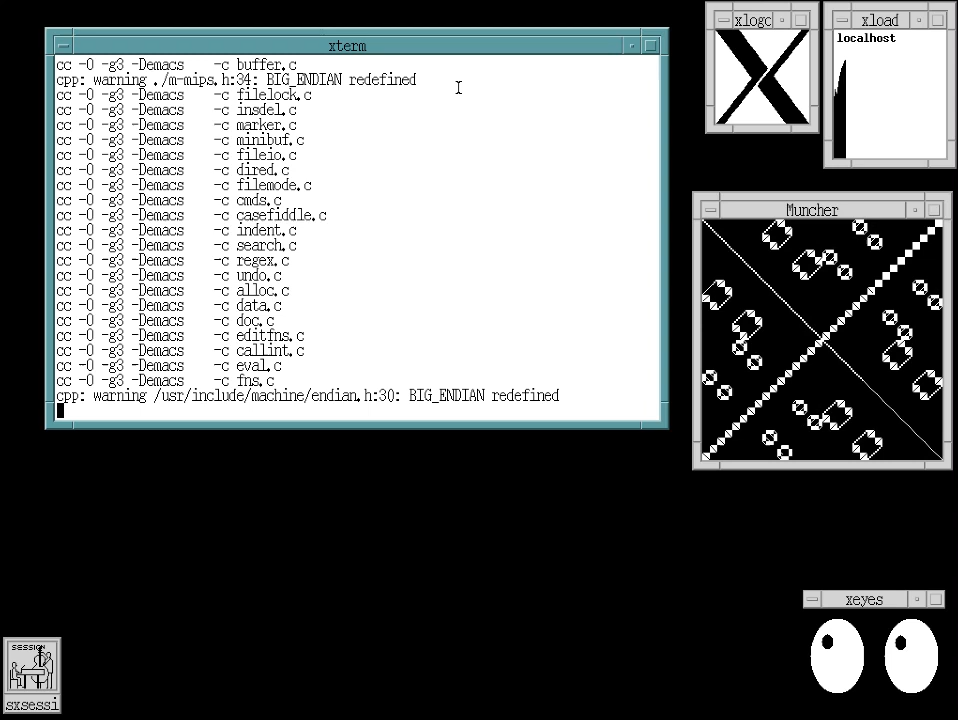 xterm
cc -O -g3 -Demacs    -c buffer.c
cpp: warning ./m-mips.h:34: BIG_ENDIAN redefined
cc -O -g3 -Demacs    -c filelock.c
cc -O -g3 -Demacs    -c insdel.c
cc -O -g3 -Demacs    -c marker.c
cc -O -g3 -Demacs    -c minibuf.c
cc -O -g3 -Demacs    -c fileio.c
cc -O -g3 -Demacs    -c dired.c
cc -O -g3 -Demacs    -c filemode.c
cc -O -g3 -Demacs    -c cmds.c
cc -O -g3 -Demacs    -c casefiddle.c
cc -O -g3 -Demacs    -c indent.c
cc -O -g3 -Demacs    -c search.c
cc -O -g3 -Demacs    -c regex.c
cc -O -g3 -Demacs    -c undo.c
cc -O -g3 -Demacs    -c alloc.c
cc -O -g3 -Demacs    -c data.c
cc -O -g3 -Demacs    -c doc.c
cc -O -g3 -Demacs    -c editfns.c
cc -O -g3 -Demacs    -c callint.c
cc -O -g3 -Demacs    -c eval.c
cc -O -g3 -Demacs    -c fns.c
cpp: warning /usr/include/machine/endian.h:30: BIG_ENDIAN redefined
xlogo
xload
localhost
Muncher
xeyes
SESSION
sxsessi